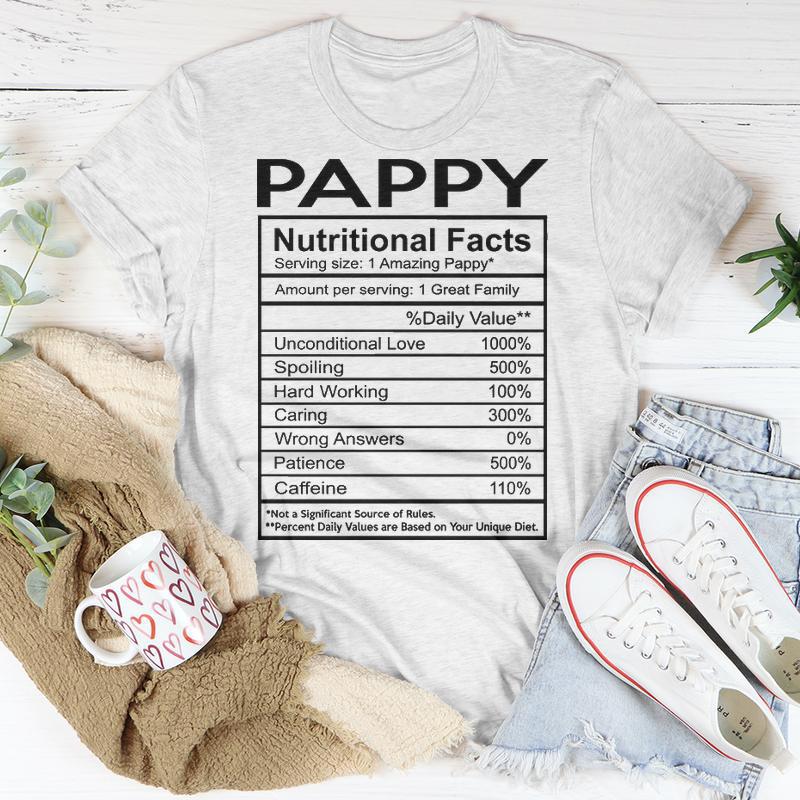 PAPPY
Nutritional Facts
Serving size: 1 Amazing Pappy*
Amount per serving: 1 Great Family
%Daily Value**
Unconditional Love 1000%
Spoiling 500%
Hard Working 100%
Caring 300%
Wrong Answers 0%
Patience 500%
Caffeine 110%
*Not a Significant Source of Rules.
**Percent Daily Values are Based on Your Unique Diet.